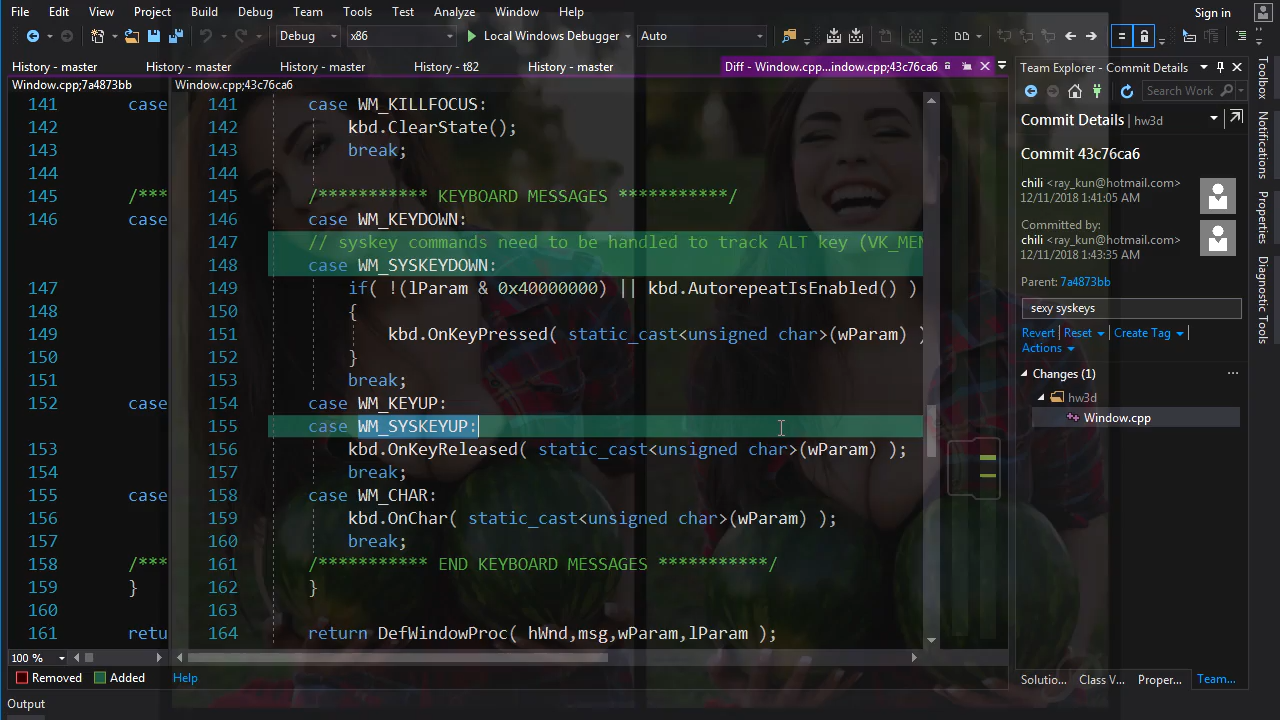 File Edit View Project Build Debug Team Tools Test Analyze Window Help Sign in
Debug x86 Local Windows Debugger Auto
History - master History - master History - master History - t82 History - master Diff - Window.cpp...indow.cpp;43c76ca6
Window.cpp;7a4873bb Window.cpp;43c76ca6
141 case
142
143
144
145 /***
146 case
147
148
149
150
151
152 case
153
154
155 case
156
157
158 /***
159 }
160
161 retu
141 case WM_KILLFOCUS:
142 kbd.ClearState();
143 break;
144
145 /*********** KEYBOARD MESSAGES ***********/
146 case WM_KEYDOWN:
147 // syskey commands need to be handled to track ALT key (VK_MEN
148 case WM_SYSKEYDOWN:
149 if( !(lParam & 0x40000000) || kbd.AutorepeatIsEnabled() )
150 {
151 kbd.OnKeyPressed( static_cast<unsigned char>(wParam) )
152 }
153 break;
154 case WM_KEYUP:
155 case WM_SYSKEYUP:
156 kbd.OnKeyReleased( static_cast<unsigned char>(wParam) );
157 break;
158 case WM_CHAR:
159 kbd.OnChar( static_cast<unsigned char>(wParam) );
160 break;
161 /*********** END KEYBOARD MESSAGES ***********/
162 }
163
164 return DefWindowProc( hWnd,msg,wParam,lParam );
100 %
Removed Added Help
Output
Team Explorer - Commit Details
Search Work
Commit Details | hw3d
Commit 43c76ca6
chili <ray_kun@hotmail.com>
12/11/2018 1:41:05 AM
Committed by:
chili <ray_kun@hotmail.com>
12/11/2018 1:43:35 AM
Parent: 7a4873bb
sexy syskeys
Revert Reset Create Tag
Actions
Changes (1)
hw3d
Window.cpp
Solutio... Class V... Proper... Team...
Toolbox
Notifications
Properties
Diagnostic Tools